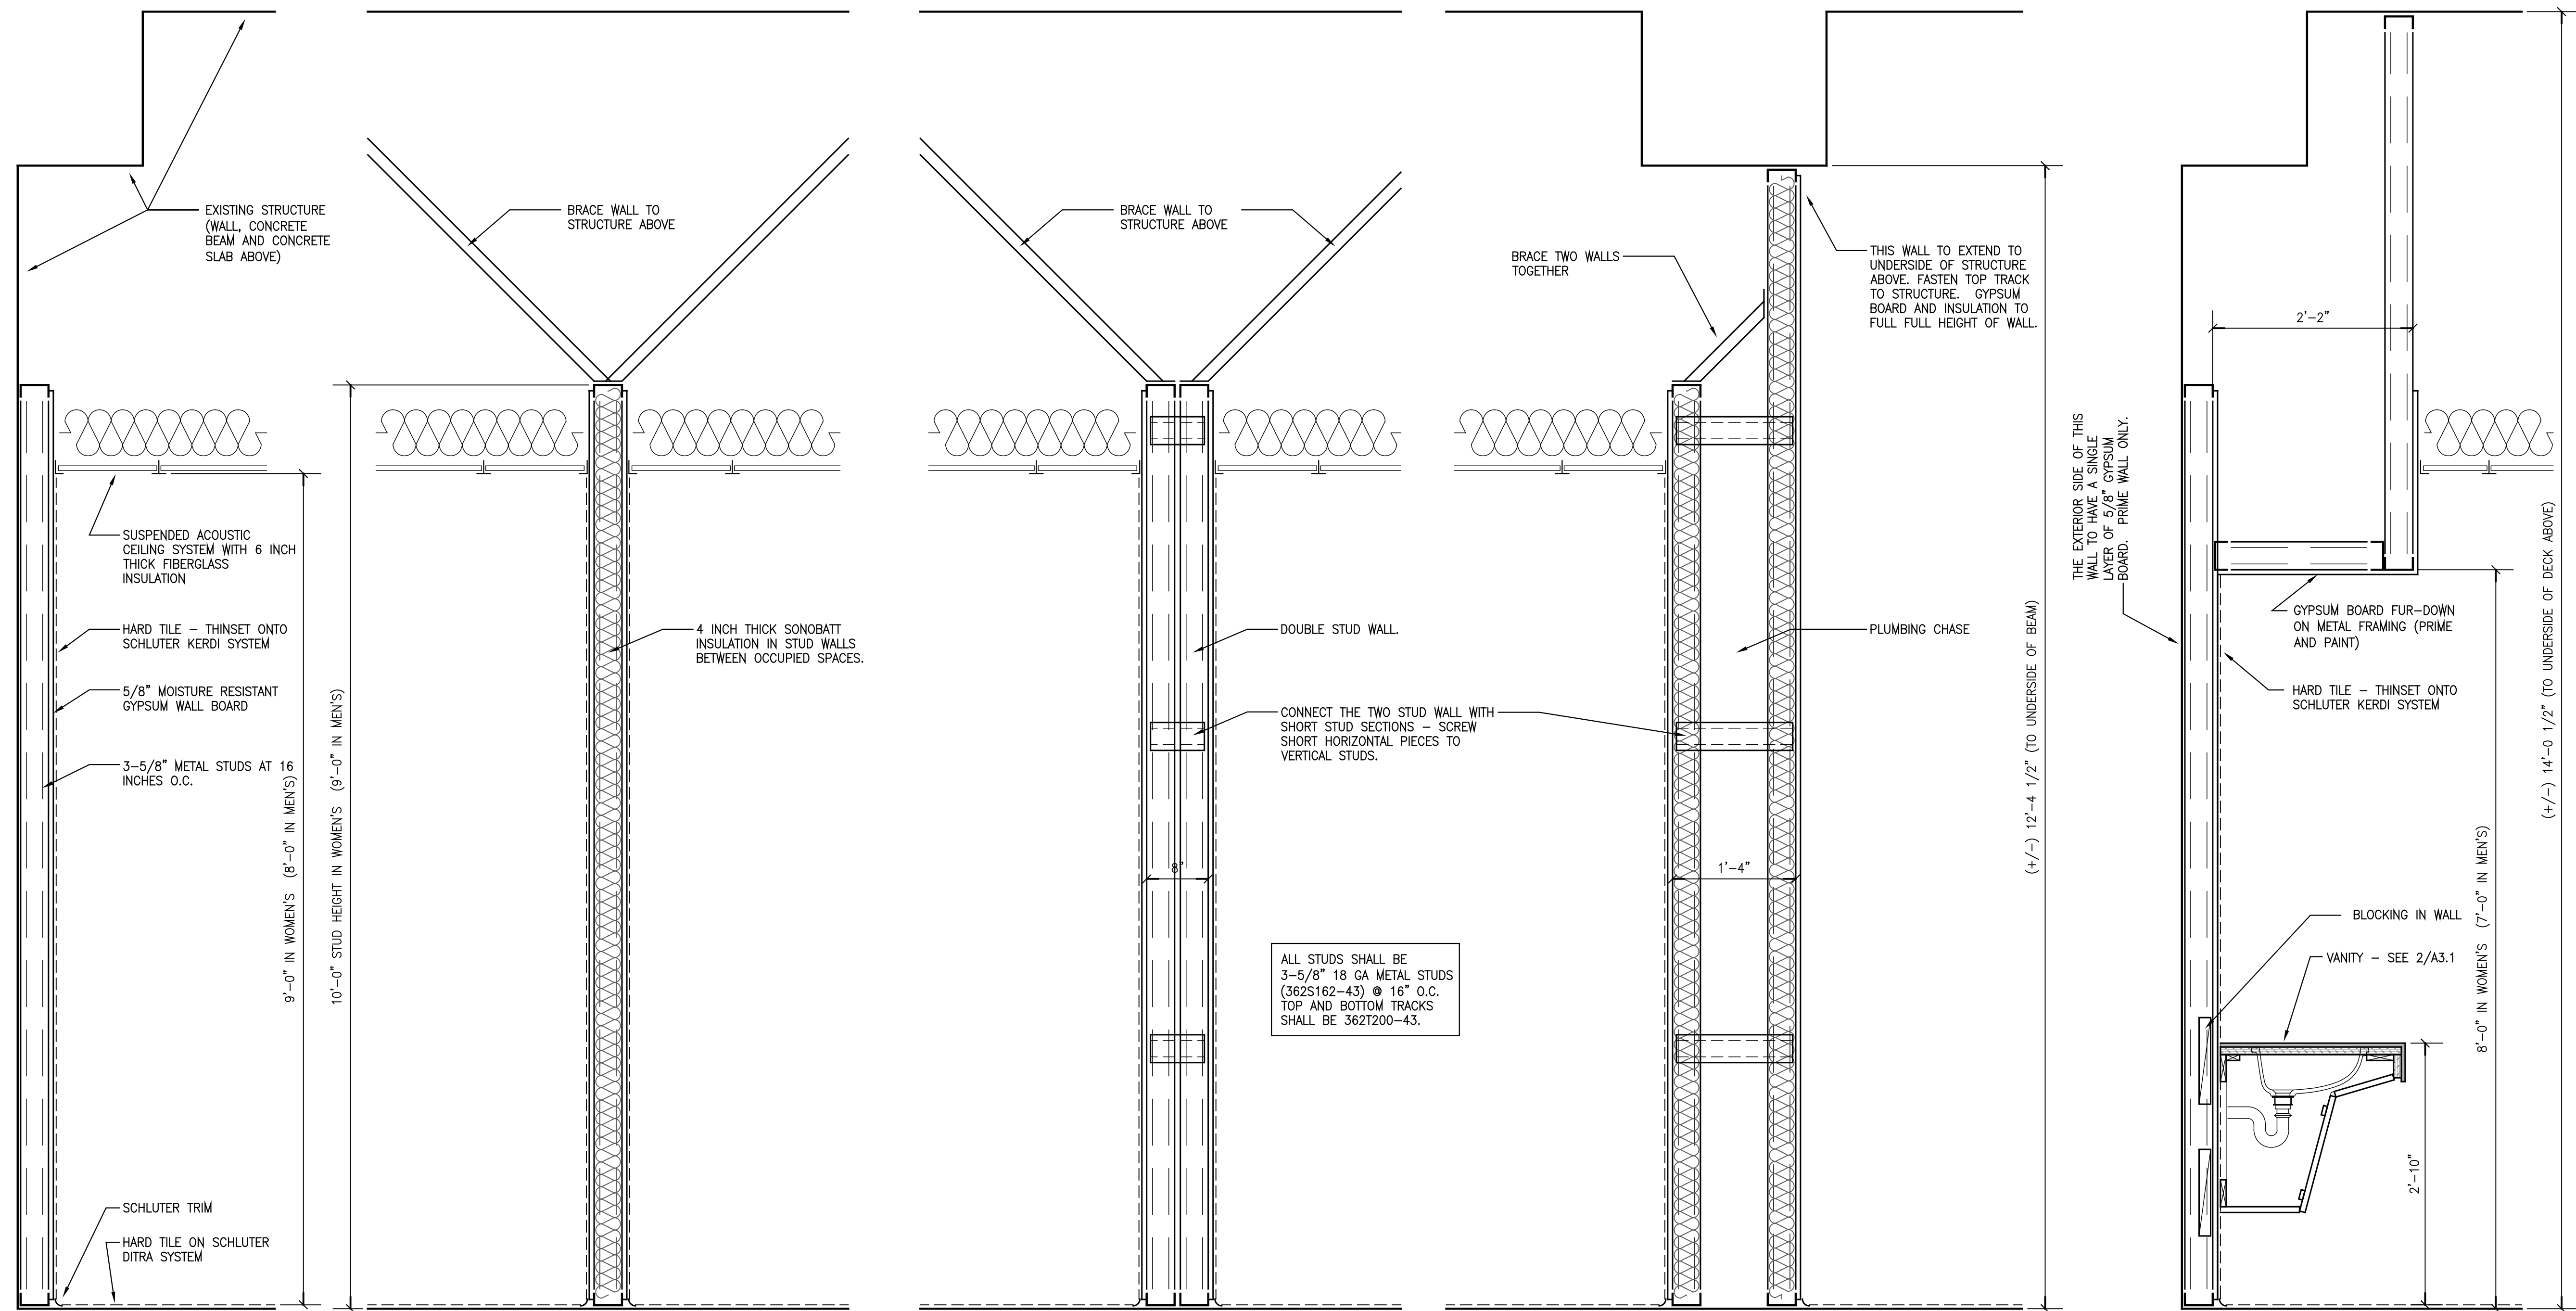 EXISTING STRUCTURE
(WALL, CONCRETE
BEAM AND CONCRETE
SLAB ABOVE)
SUSPENDED ACOUSTIC
CEILING SYSTEM WITH 6 INCH
THICK FIBERGLASS
INSULATION
HARD TILE – THINSET ONTO
SCHLUTER KERDI SYSTEM
5/8" MOISTURE RESISTANT
GYPSUM WALL BOARD
3–5/8" METAL STUDS AT 16
INCHES O.C.
SCHLUTER TRIM
HARD TILE ON SCHLUTER
DITRA SYSTEM
9'–0" IN WOMEN'S (8'–0" IN MEN'S)
10'–0" STUD HEIGHT IN WOMEN'S (9'–0" IN MEN'S)
BRACE WALL TO
STRUCTURE ABOVE
4 INCH THICK SONOBATT
INSULATION IN STUD WALLS
BETWEEN OCCUPIED SPACES.
BRACE WALL TO
STRUCTURE ABOVE
DOUBLE STUD WALL.
CONNECT THE TWO STUD WALL WITH
SHORT STUD SECTIONS – SCREW
SHORT HORIZONTAL PIECES TO
VERTICAL STUDS.
8"
ALL STUDS SHALL BE
3–5/8" 18 GA METAL STUDS
(362S162–43) @ 16" O.C.
TOP AND BOTTOM TRACKS
SHALL BE 362T200–43.
BRACE TWO WALLS
TOGETHER
THIS WALL TO EXTEND TO
UNDERSIDE OF STRUCTURE
ABOVE. FASTEN TOP TRACK
TO STRUCTURE. GYPSUM
BOARD AND INSULATION TO
FULL FULL HEIGHT OF WALL.
PLUMBING CHASE
1'–4"
(+/–) 12'–4 1/2" (TO UNDERSIDE OF BEAM)
THE EXTERIOR SIDE OF THIS
WALL TO HAVE A SINGLE
LAYER OF 5/8" GYPSUM
BOARD. PRIME WALL ONLY.
2'–2"
GYPSUM BOARD FUR–DOWN
ON METAL FRAMING (PRIME
AND PAINT)
HARD TILE – THINSET ONTO
SCHLUTER KERDI SYSTEM
BLOCKING IN WALL
VANITY – SEE 2/A3.1
2'–10"
8'–0" IN WOMEN'S (7'–0" IN MEN'S)
(+/–) 14'–0 1/2" (TO UNDERSIDE OF DECK ABOVE)